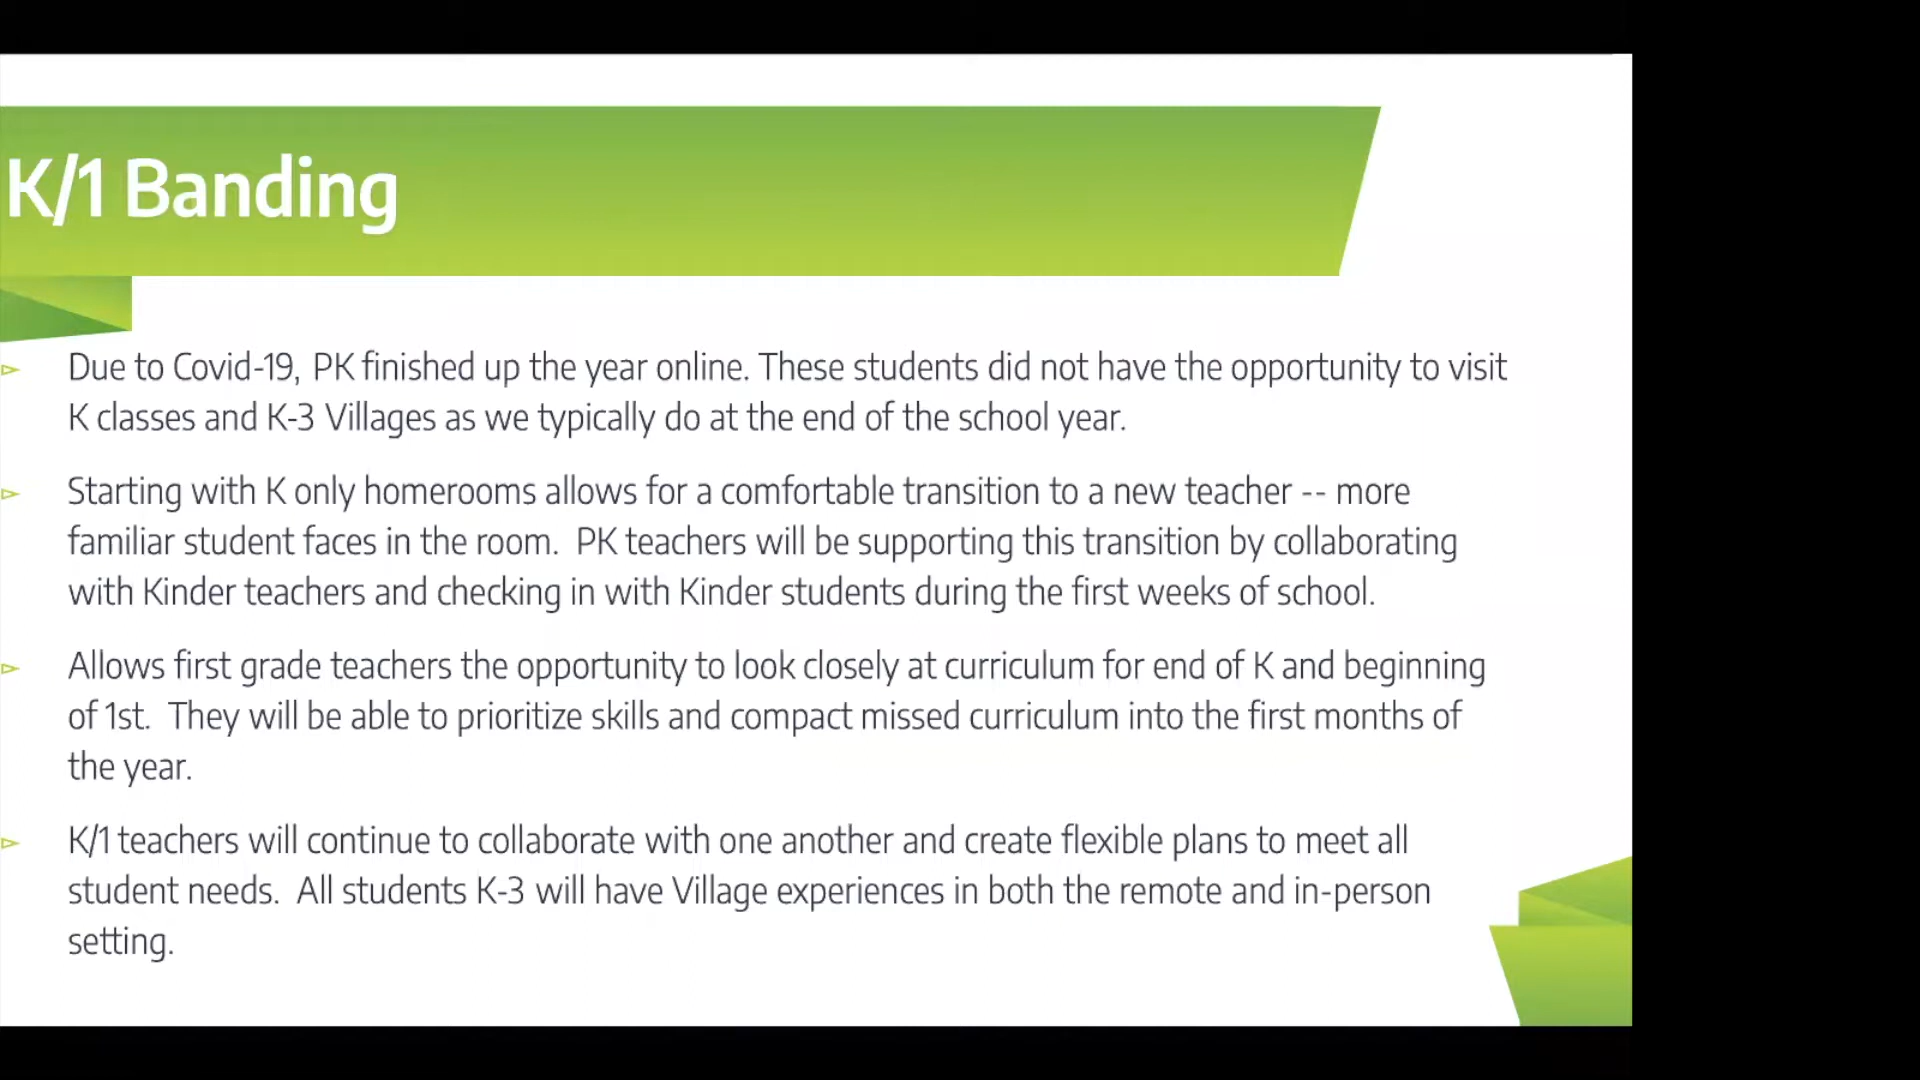 K/1 Banding
Due to Covid-19, PK finished up the year online. These students did not have the opportunity to visit
K classes and K-3 Villages as we typically do at the end of the school year.
Starting with K only homerooms allows for a comfortable transition to a new teacher -- more
familiar student faces in the room.  PK teachers will be supporting this transition by collaborating
with Kinder teachers and checking in with Kinder students during the first weeks of school.
Allows first grade teachers the opportunity to look closely at curriculum for end of K and beginning
of 1st.  They will be able to prioritize skills and compact missed curriculum into the first months of
the year.
K/1 teachers will continue to collaborate with one another and create flexible plans to meet all
student needs.  All students K-3 will have Village experiences in both the remote and in-person
setting.